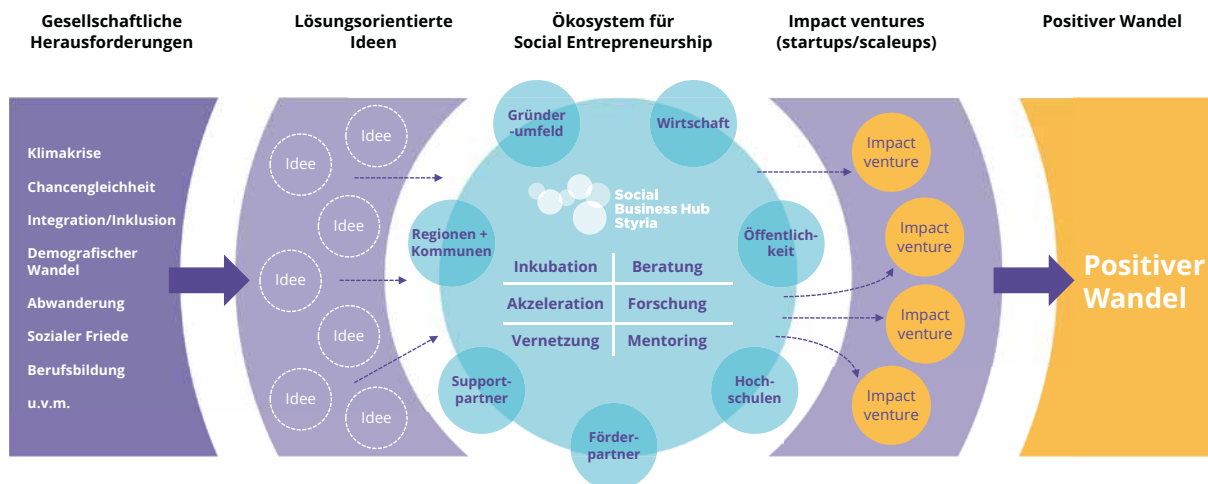 Gesellschaftliche
Herausforderungen
Lösungsorientierte
Ideen
Ökosystem für
Social Entrepreneurship
Impact ventures
(startups/scaleups)
Positiver Wandel
Klimakrise
Chancengleichheit
Integration/Inklusion
Demografischer
Wandel
Abwanderung
Sozialer Friede
Berufsbildung
u.v.m.
Idee
Idee
Idee
Idee
Idee
Idee
Idee
Gründer
-umfeld
Wirtschaft
Social
Business Hub
Styria
Regionen +
Kommunen
Öffentlich-
keit
Inkubation
Beratung
Akzeleration
Forschung
Vernetzung
Mentoring
Support-
partner
Hoch-
schulen
Förder-
partner
Impact
venture
Impact
venture
Impact
venture
Impact
venture
Positiver
Wandel